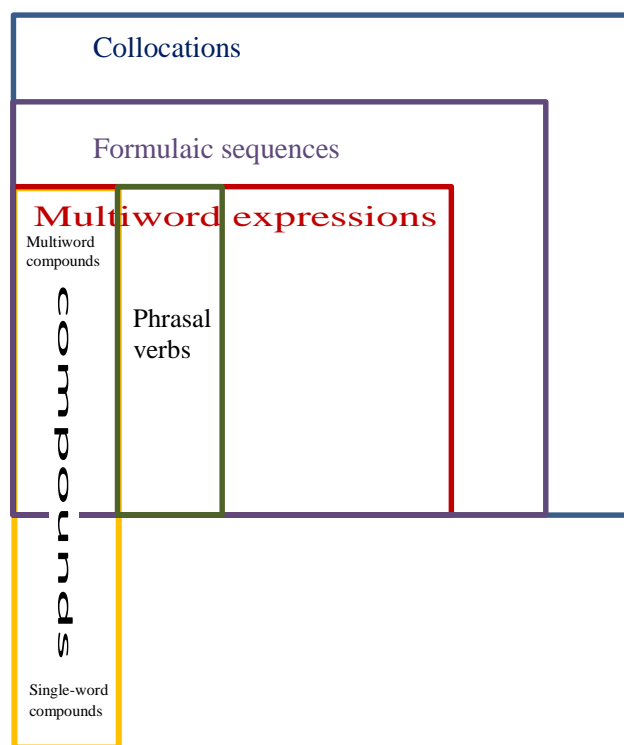 Collocations
Formulaic sequences
Multiword expressions
Multiword
compounds
Phrasal
verbs
compounds
Single-word
compounds